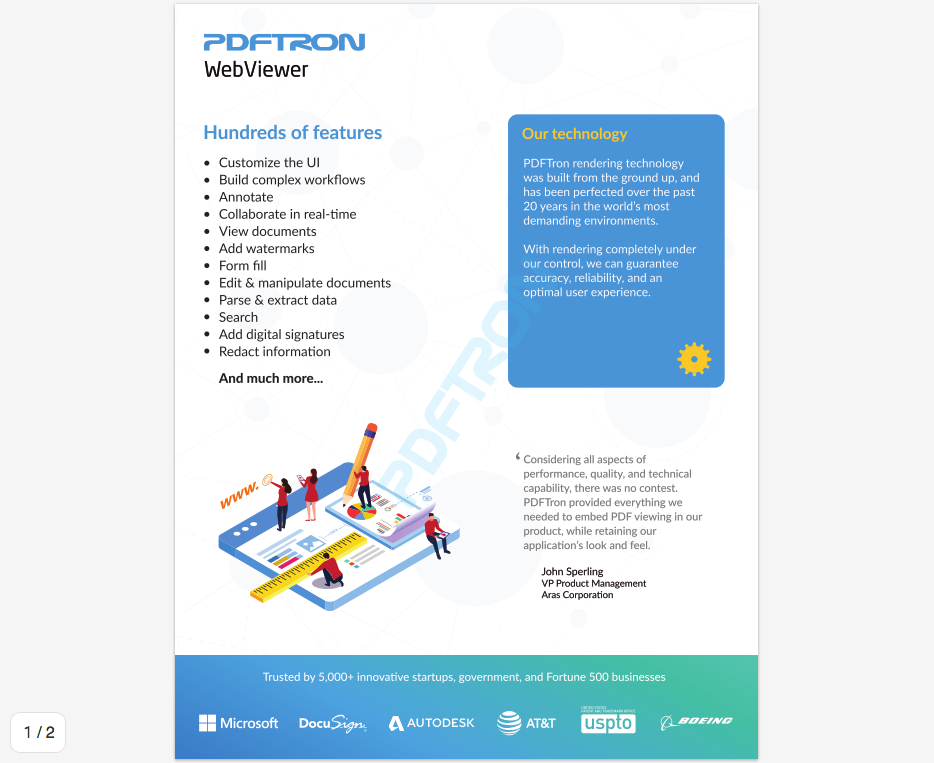 PDFTRON
WebViewer
Hundreds of features
• Customize the UI
• Build complex workflows
• Annotate
• Collaborate in real-time
• View documents
• Add watermarks
• Form fill
• Edit & manipulate documents
• Parse & extract data
• Search
• Add digital signatures
• Redact information
And much more...
Our technology
PDFTron rendering technology
was built from the ground up, and
has been perfected over the past
20 years in the world's most
demanding environments.
With rendering completely under
our control, we can guarantee
accuracy, reliability, and an
optimal user experience.
PDFTRON
www.
‘ Considering all aspects of
performance, quality, and technical
capability, there was no contest.
PDFTron provided everything we
needed to embed PDF viewing in our
product, while retaining our
application's look and feel.
John Sperling
VP Product Management
Aras Corporation
Trusted by 5,000+ innovative startups, government, and Fortune 500 businesses
Microsoft
DocuSign
AUTODESK
AT&T
UNITED STATES
PATENT AND TRADEMARK OFFICE
uspto
BOEING
1 / 2